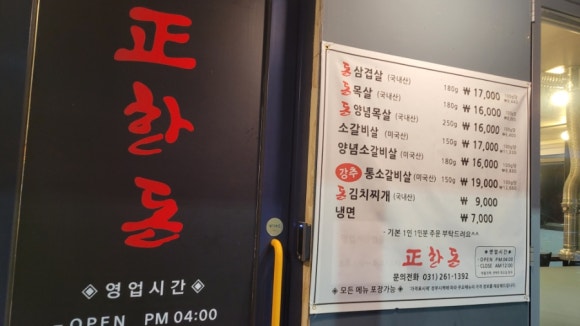 正
한
돈
◈ 영업시간 ◈
- OPEN PM 04:00
돈삼겹살 (국내산) 180g ₩ 17,000
돈목살 (국내산) 180g ₩ 16,000
돈양념목살 (국내산) 250g ₩ 16,000
소갈비살 (미국산) 150g ₩ 17,000
양념소갈비살 (미국산) 180g ₩ 16,000
강추 통소갈비살 (미국산) 150g ₩ 19,000
돈김치찌개 (국내산) ₩ 9,000
냉면 ₩ 7,000
- 기본 1인 1인분 주문 부탁드려요^^
正한돈
문의전화 031) 261-1392
◈ 모든 메뉴 포장가능 ◈
◈ 영업시간 ◈
OPEN PM 04:00
CLOSE AM 12:00